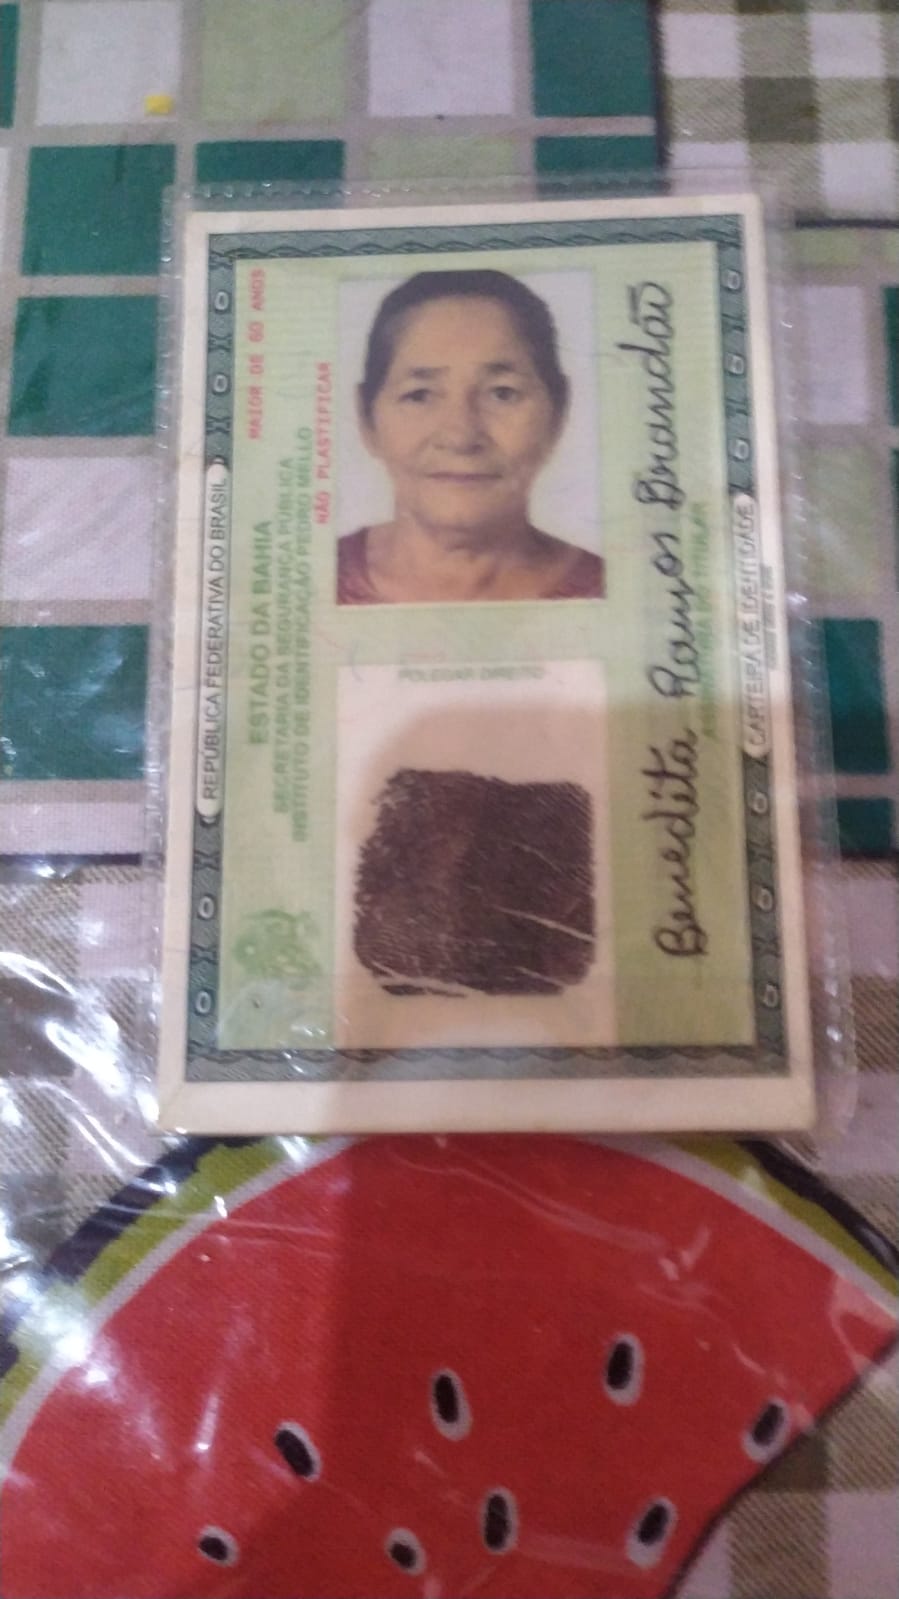 REPÚBLICA FEDERATIVA DO BRASIL
MAIOR DE 60 ANOS
ESTADO DA BAHIA
SECRETARIA DA SEGURANÇA PÚBLICA
INSTITUTO DE IDENTIFICAÇÃO PEDRO MELLO
NÃO PLASTIFICAR
POLEGAR DIREITO
Benedita Ramos Brandão
ASSINATURA DO TITULAR
CARTEIRA DE IDENTIDADE